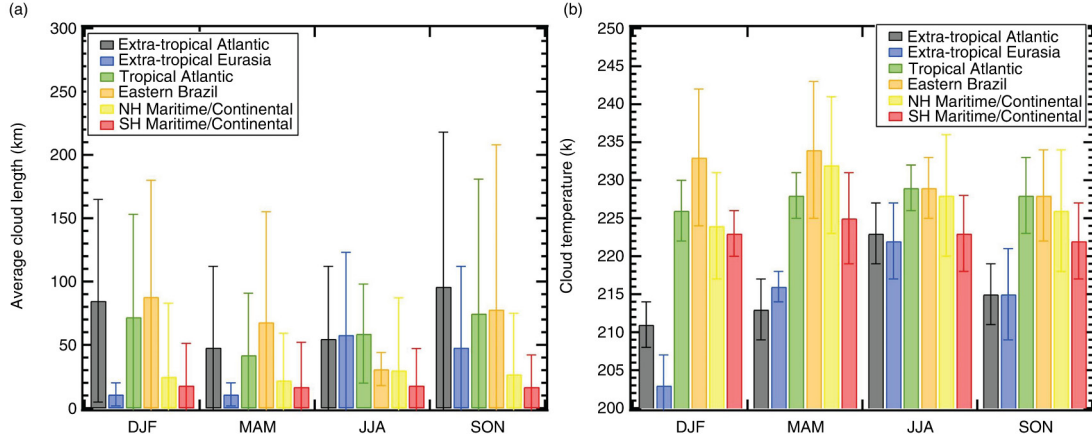 (a)
300
250
200
150
100
50
0
Average cloud length (km)
Extra-tropical Atlantic
Extra-tropical Eurasia
Tropical Atlantic
Eastern Brazil
NH Maritime/Continental
SH Maritime/Continental
DJF MAM JJA SON
(b)
250
245
240
235
230
225
220
215
210
205
200
Cloud temperature (k)
Extra-tropical Atlantic
Extra-tropical Eurasia
Tropical Atlantic
Eastern Brazil
NH Maritime/Continental
SH Maritime/Continental
DJF MAM JJA SON